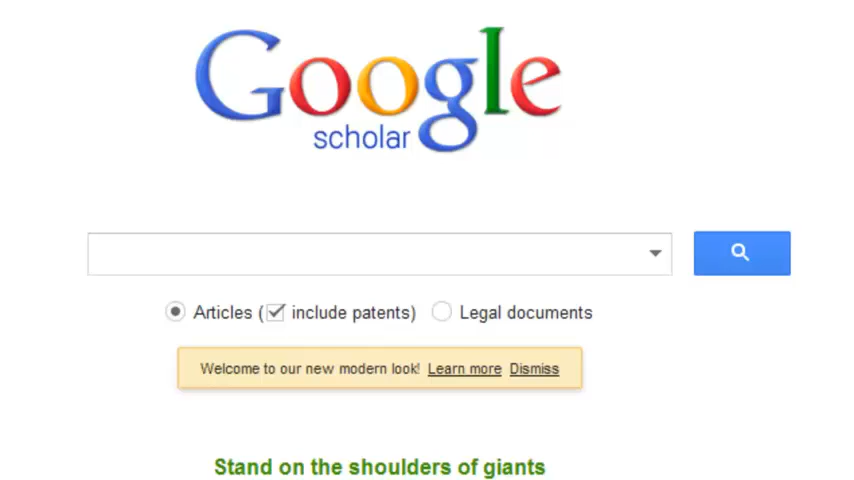 Google
scholar
Articles (include patents) Legal documents
Welcome to our new modern look! Learn more Dismiss
Stand on the shoulders of giants